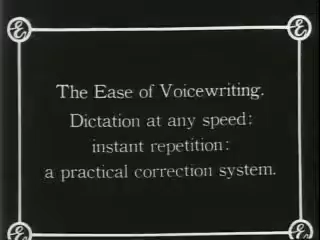 The Ease of Voicewriting.
Dictation at any speed:
instant repetition:
a practical correction system.